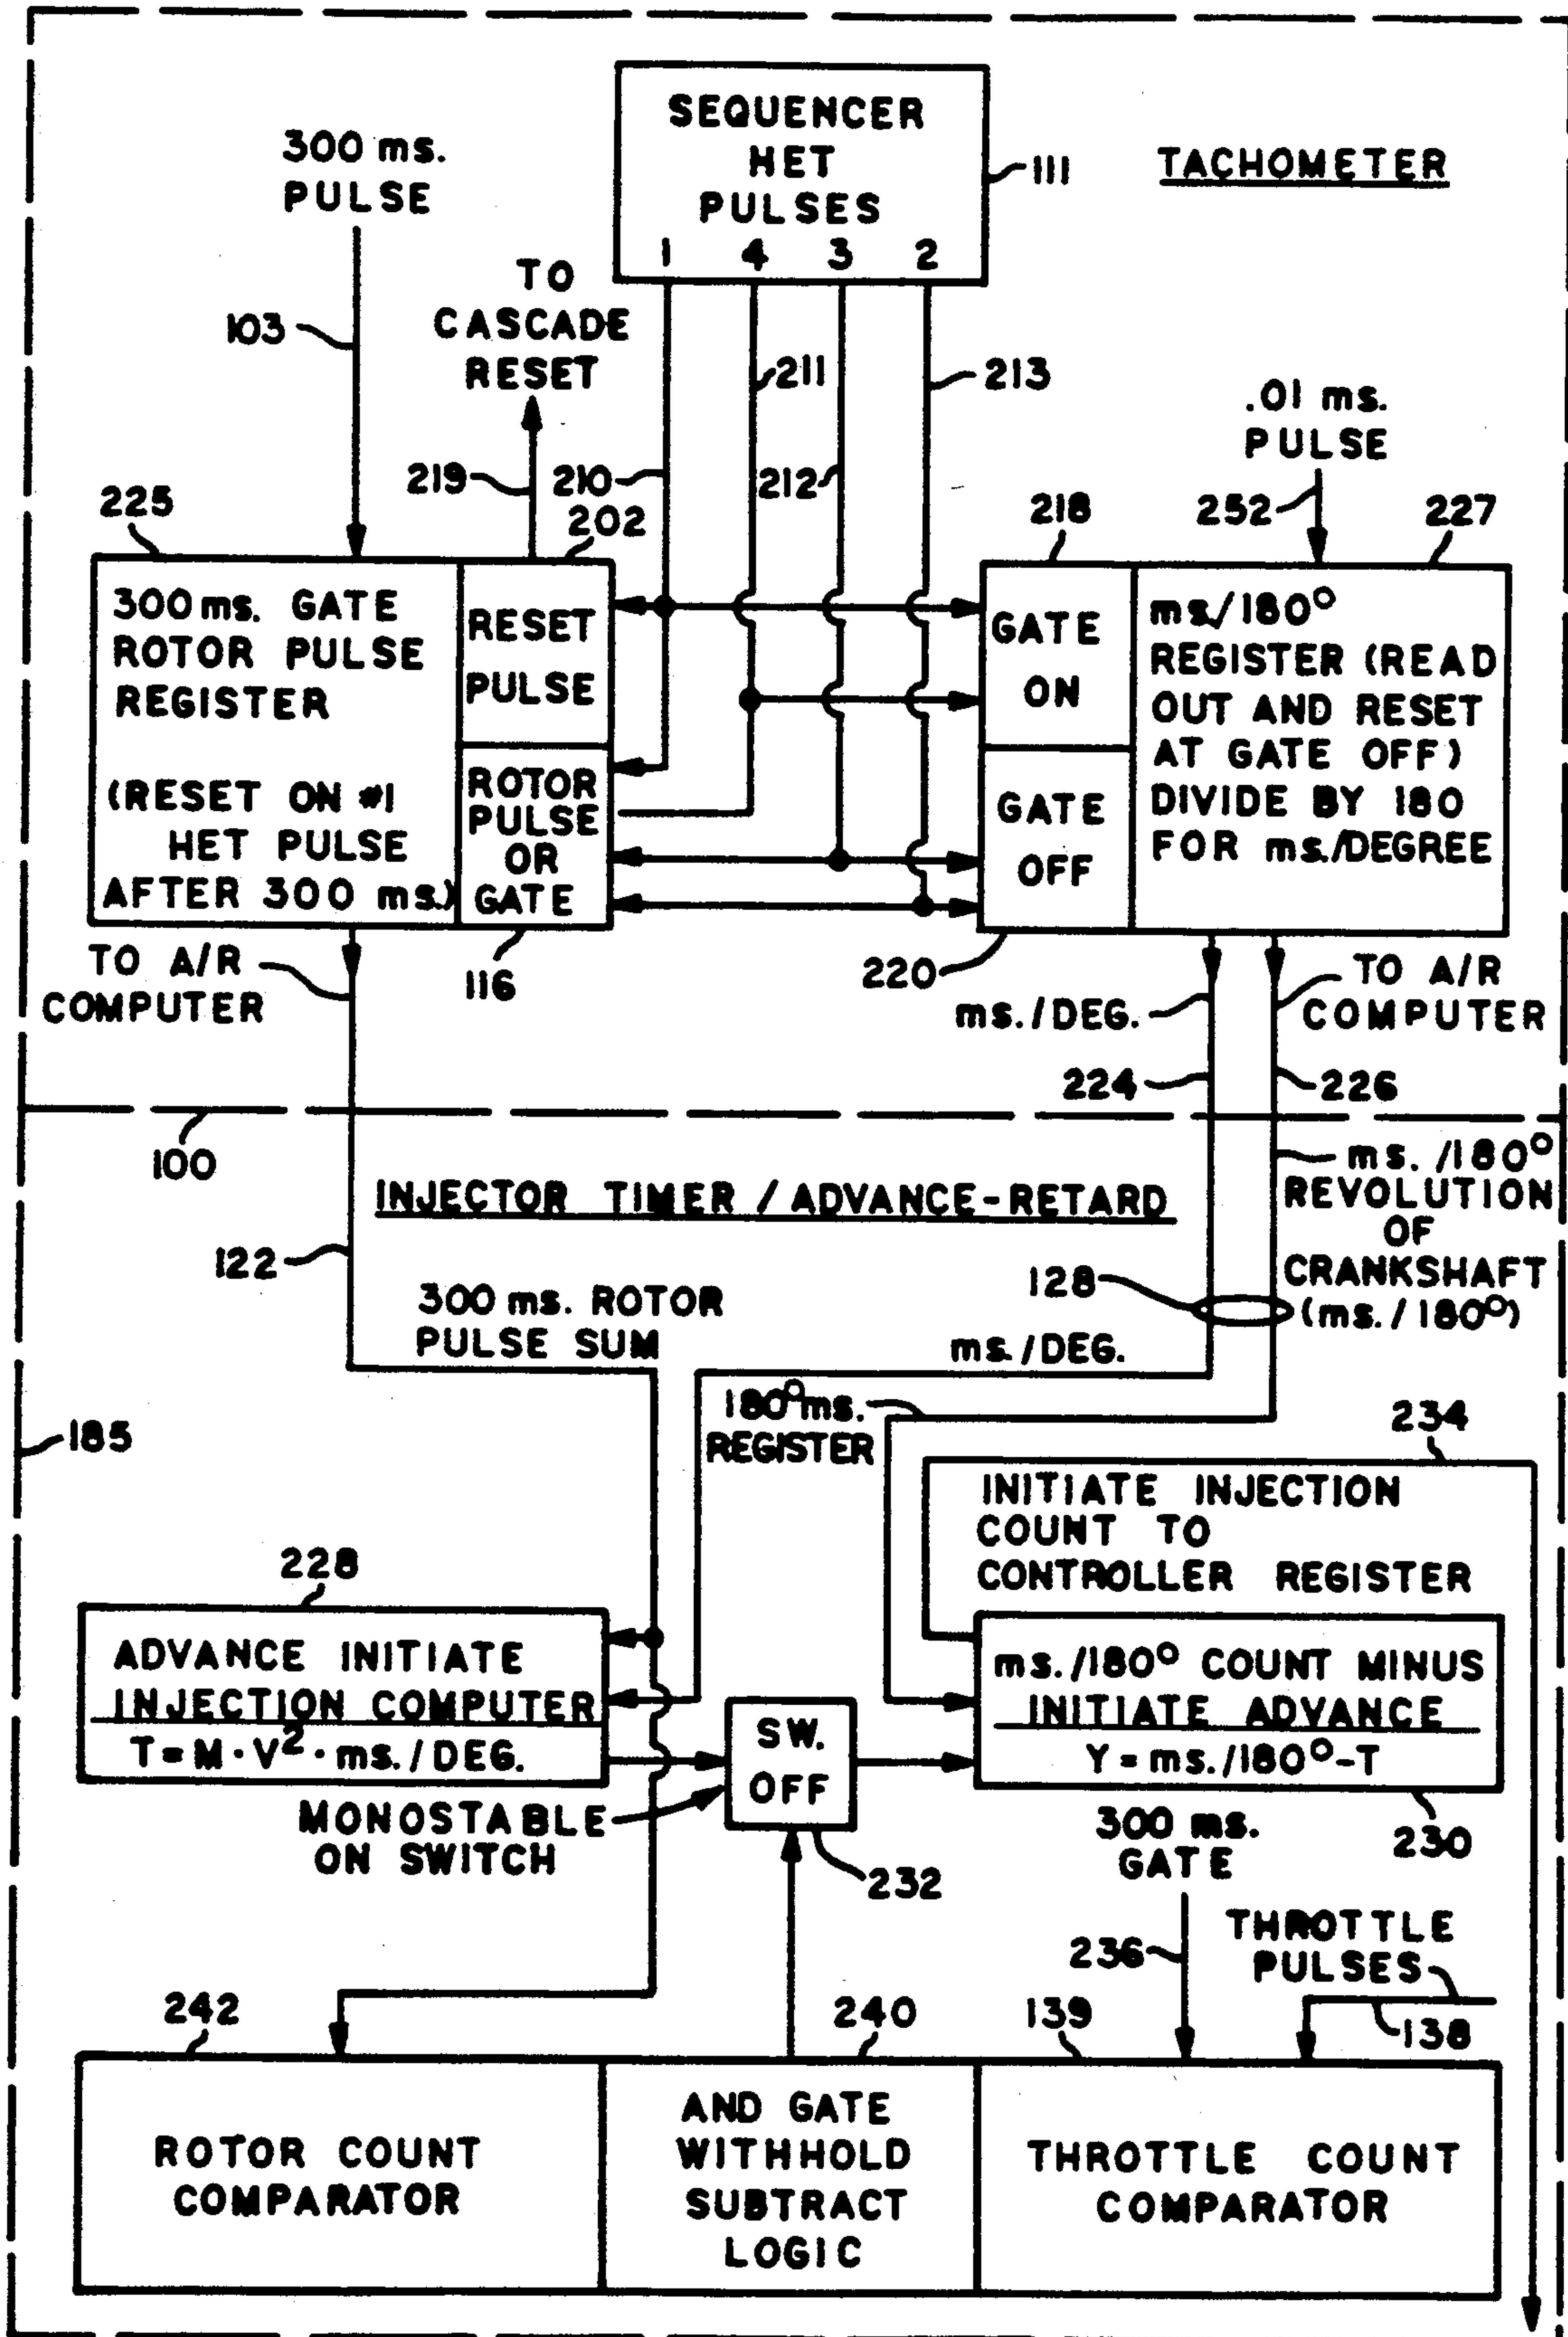 SEQUENCER
HET
PULSES
1 4 3 2
111
TACHOMETER
300 ms.
PULSE
103
TO
CASCADE
RESET
211
213
.01 ms.
PULSE
219
210
212
225
202
218
252
227
300 ms. GATE
ROTOR PULSE
REGISTER
(RESET ON #1
HET PULSE
AFTER 300 ms.)
RESET
PULSE
ROTOR
PULSE
OR
GATE
GATE
ON
GATE
OFF
ms./180°
REGISTER (READ
OUT AND RESET
AT GATE OFF)
DIVIDE BY 180
FOR ms./DEGREE
TO A/R
COMPUTER
116
220
ms./DEG.
TO A/R
COMPUTER
224
226
100
INJECTOR TIMER / ADVANCE-RETARD
ms. /180°
REVOLUTION
OF
CRANKSHAFT
(ms. / 180°)
122
128
300 ms. ROTOR
PULSE SUM
ms./DEG.
180° ms.
REGISTER
185
234
INITIATE INJECTION
COUNT TO
CONTROLLER REGISTER
228
ADVANCE INITIATE
INJECTION COMPUTER
T = M · V² · ms. / DEG.
SW.
OFF
ms. /180° COUNT MINUS
INITIATE ADVANCE
Y = ms. /180° - T
MONOSTABLE
ON SWITCH
232
300 ms.
GATE
230
236
THROTTLE
PULSES
138
242
240
139
ROTOR COUNT
COMPARATOR
AND GATE
WITHHOLD
SUBTRACT
LOGIC
THROTTLE COUNT
COMPARATOR